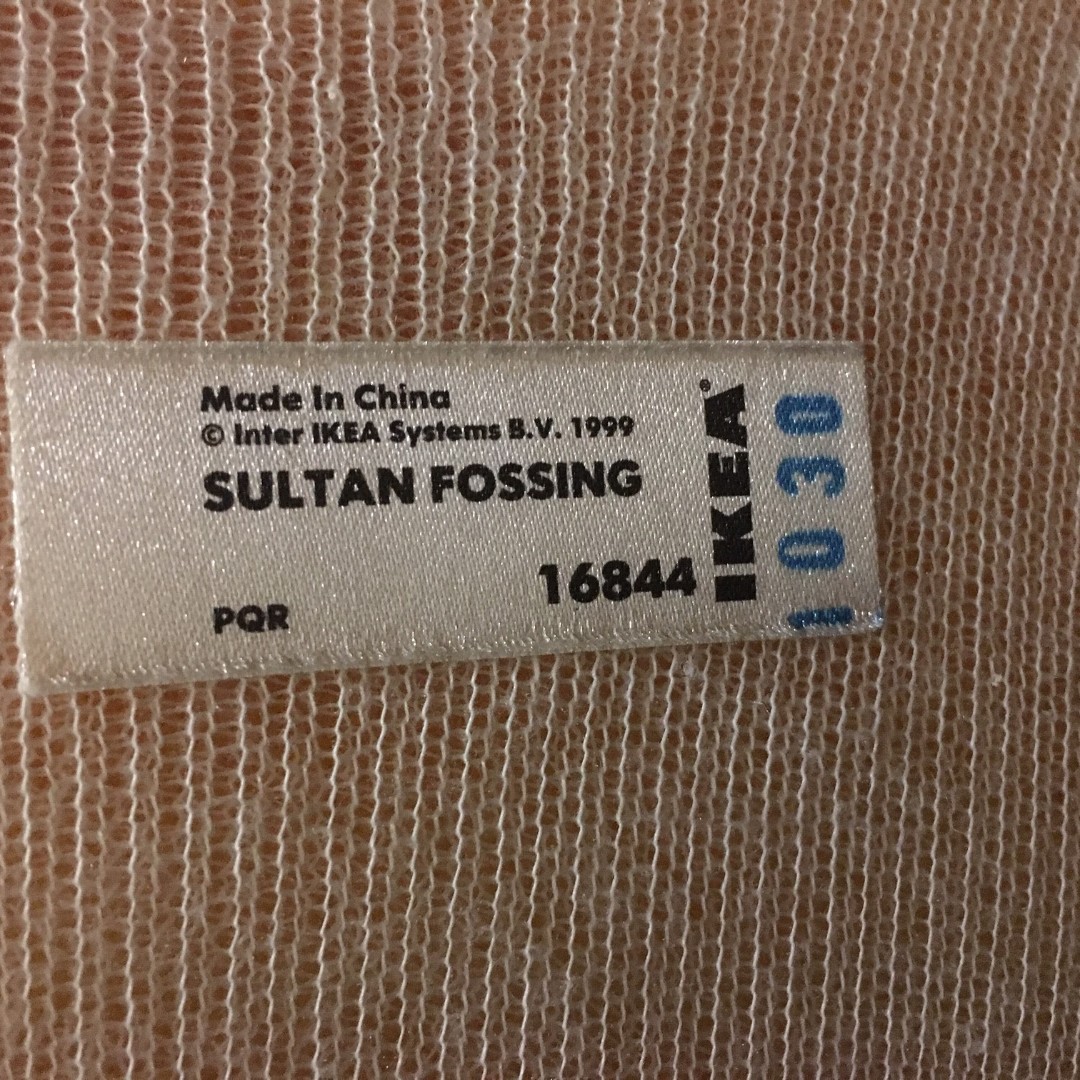 Made In China
© Inter IKEA Systems B.V. 1999
SULTAN FOSSING
16844
PQR
IKEA®
1030